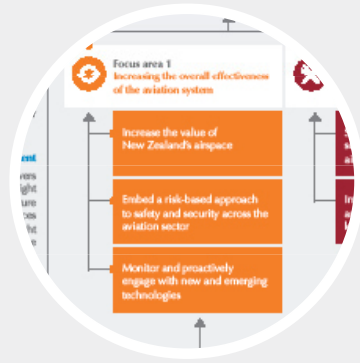 Focus area 1
Increasing the overall effectiveness
of the aviation system
Increase the value of
New Zealand's airspace
Embed a risk-based approach
to safety and security across the
aviation sector
Monitor and proactively
engage with new and emerging
technologies